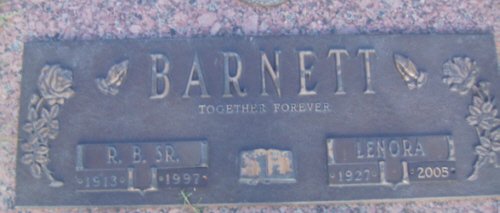 BARNETT
TOGETHER FOREVER
R. B. SR. LENORA
1913 1997 1927 2005